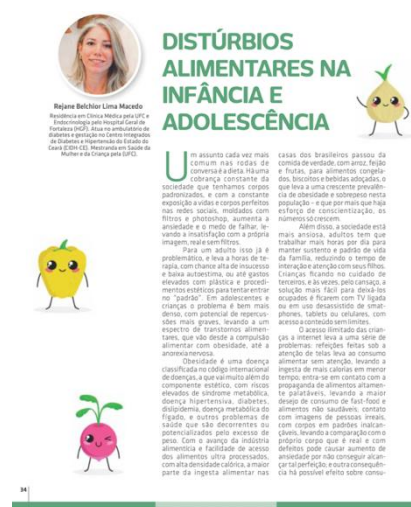 DISTÚRBIOS
ALIMENTARES NA
INFÂNCIA E
ADOLESCÊNCIA
Rejane Belchior Lima Macedo
Residência em Clínica Médica pela UFC e
Endocrinologia pelo Hospital Geral de
Fortaleza (HGF). Atua no ambulatório de
diabetes e gestação no Centro Integrados
de Diabetes e Hipertensão do Estado do
Ceará (CIDH-CE). Mestranda em Saúde da
Mulher e da Criança pela (UFC).
Um assunto cada vez mais
comum nas rodas de
conversa é a dieta. Há uma
cobrança constante da
sociedade que tenhamos corpos
padronizados, e com a constante
exposição a vidas e corpos perfeitos
nas redes sociais, moldados com
filtros e photoshop, aumenta a
ansiedade e o medo de falhar, le-
vando a insatisfação com a própria
imagem, real e sem filtros.
Para um adulto isso já é
problemático, e leva a horas de te-
rapia, com chance alta de insucesso
e baixa autoestima, ou até gastos
elevados com plástica e procedi-
mentos estéticos para tentar entrar
no "padrão". Em adolescentes e
crianças o problema é bem mais
denso, com potencial de repercus-
sões mais graves, levando a um
espectro de transtornos alimen-
tares, que vão desde a compulsão
alimentar com obesidade, até a
anorexia nervosa.
Obesidade é uma doença
classificada no código internacional
de doenças, a que vai muito além do
componente estético, com riscos
elevados de síndrome metabólica,
doença hipertensiva, diabetes,
dislipidemia, doença metabólica do
fígado, e outros problemas de
saúde que são decorrentes ou
potencializados pelo excesso de
peso. Com o avanço da indústria
alimentícia e facilidade de acesso
dos alimentos ultra processados,
com alta densidade calórica, a maior
parte da ingesta alimentar nas
casas dos brasileiros passou da
comida de verdade, com arroz, feijão
e frutas, para alimentos congela-
dos, biscoitos e bebidas adoçadas, o
que leva a uma crescente prevalên-
cia de obesidade e sobrepeso nesta
população - e que por mais que haja
esforço de conscientização, os
números só crescem.
Além disso, a sociedade está
mais ansiosa, adultos tem que
trabalhar mais horas por dia para
manter sustento e padrão de vida
da família, reduzindo o tempo de
interação e atenção com seus filhos.
Crianças ficando no cuidado de
terceiros, e às vezes, pelo cansaço, a
solução mais fácil para deixá-los
ocupados é ficarem com TV ligada
ou em uso desassistido de smat-
phones, tablets ou celulares, com
acesso a conteúdo sem limites.
O acesso ilimitado das crian-
ças a internet leva a uma série de
problemas: refeições feitas sob a
atenção de telas leva ao consumo
alimentar sem atenção, levando a
ingesta de mais calorias em menor
tempo; entra-se em contato com a
propaganda de alimentos altamen-
te palatáveis, levando a maior
desejo de consumo de fast-food e
alimentos não saudáveis; contato
com imagens de pessoas irreais,
com corpos em padrões inalcan-
çáveis, levando a comparação com o
próprio corpo que é real e com
defeitos pode causar aumento de
ansiedade por não conseguir alcan-
çar tal perfeição; e outra consequên-
cia há possível efeito sobre consu-
34